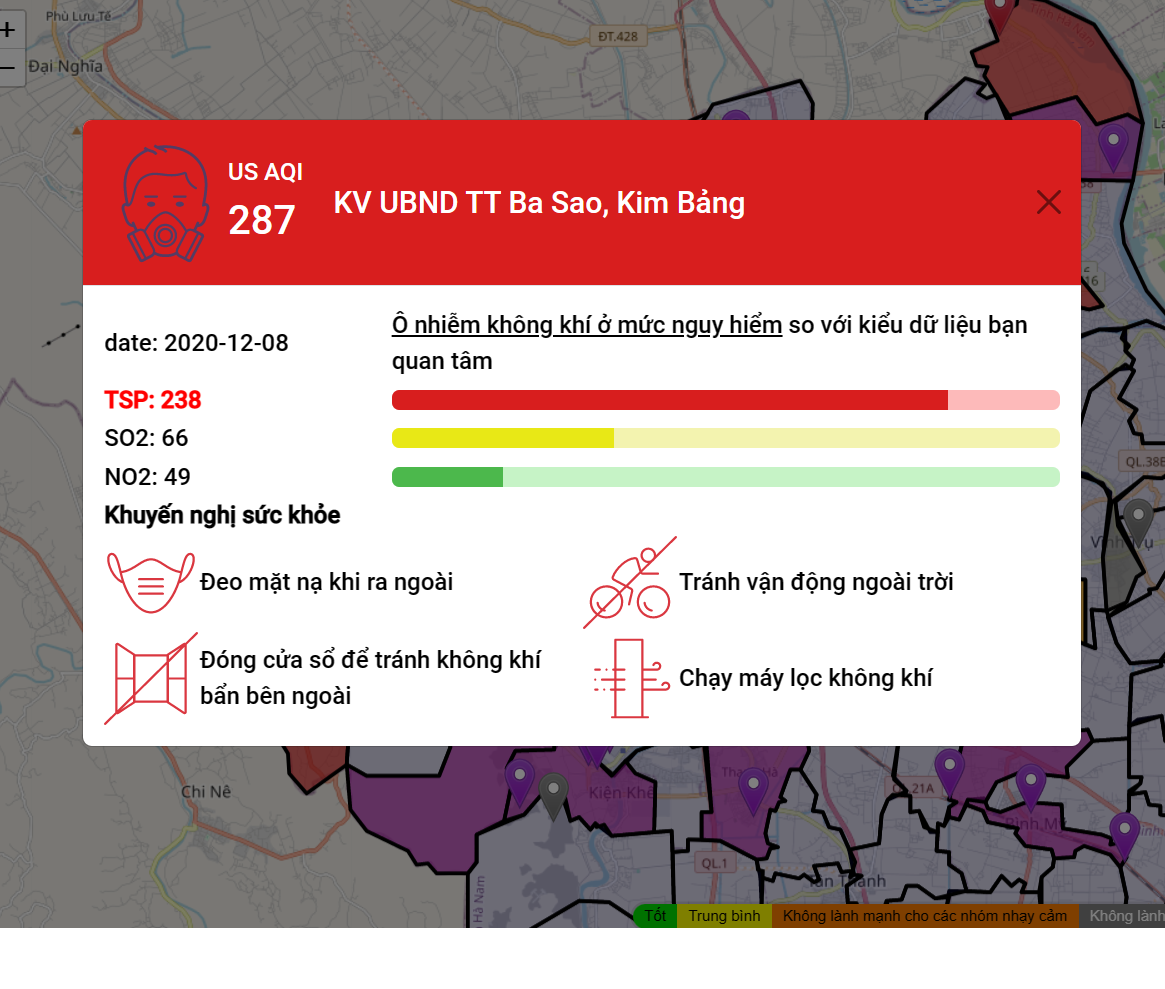 Phù Lưu Tế
+
ĐT.428
Đại Nghĩa
US AQI
287
KV UBND TT Ba Sao, Kim Bảng
date: 2020-12-08
Ô nhiễm không khí ở mức nguy hiểm so với kiểu dữ liệu bạn
quan tâm
TSP: 238
SO2: 66
NO2: 49
QL.38B
Khuyến nghị sức khỏe
Đeo mặt nạ khi ra ngoài
Tránh vận động ngoài trời
Đóng cửa sổ để tránh không khí
bẩn bên ngoài
Chạy máy lọc không khí
Chi Nê
Kiện Khê
QL.21A
Bình Mỹ
QL.1
Hà Nam
Tốt
Trung bình
Không lành mạnh cho các nhóm nhạy cảm
Không lành